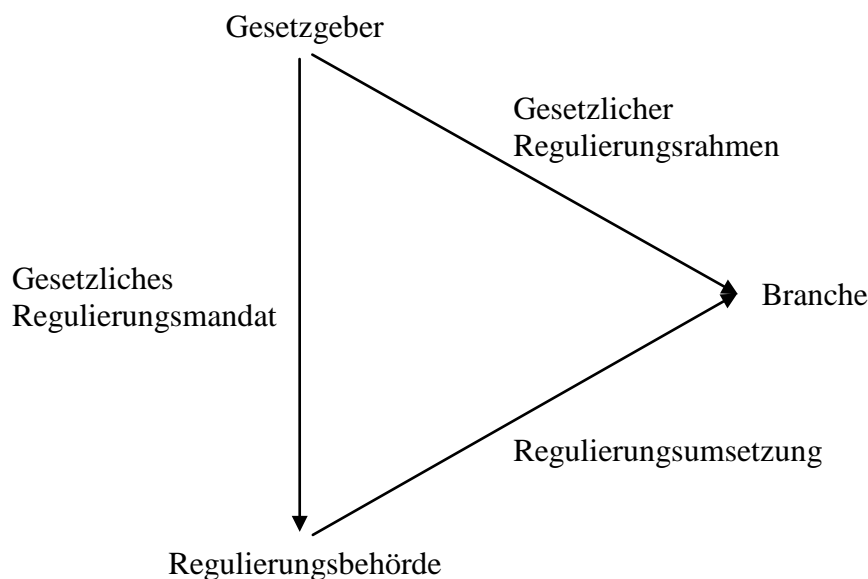 Gesetzgeber
Gesetzlicher
Regulierungsrahmen
Gesetzliches
Regulierungsmandat
Branche
Regulierungsumsetzung
Regulierungsbehörde